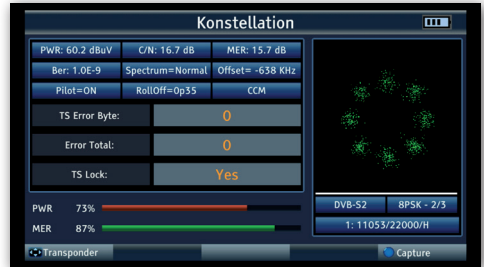 Konstellation
PWR: 60.2 dBuV C/N: 16.7 dB MER: 15.7 dB
Ber: 1.0E-9 Spectrum=Normal Offset= -638 KHz
Pilot=ON RollOff=0p35 CCM
TS Error Byte: 0
Error Total: 0
TS Lock: Yes
PWR 73%
MER 87%
DVB-S2 8PSK - 2/3
1: 11053/22000/H
Transponder Capture